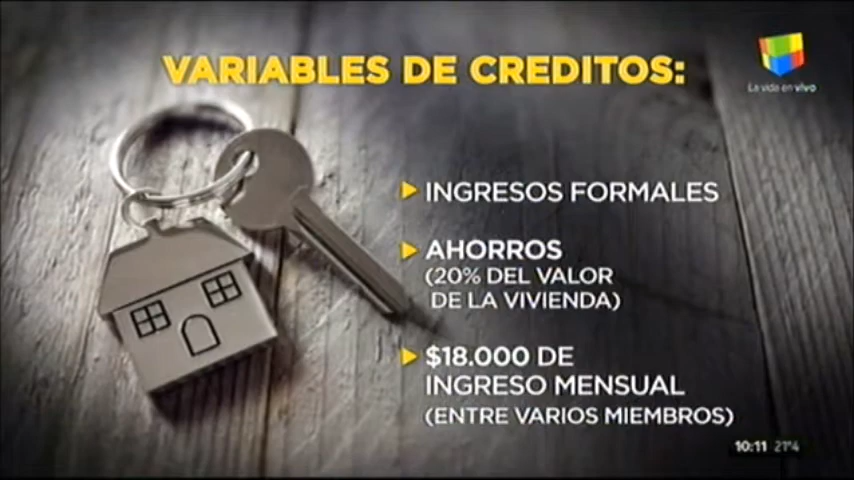 VARIABLES DE CREDITOS:
La vida en vivo
INGRESOS FORMALES
AHORROS
(20% DEL VALOR
DE LA VIVIENDA)
$18.000 DE
INGRESO MENSUAL
(ENTRE VARIOS MIEMBROS)
10:11 21°4